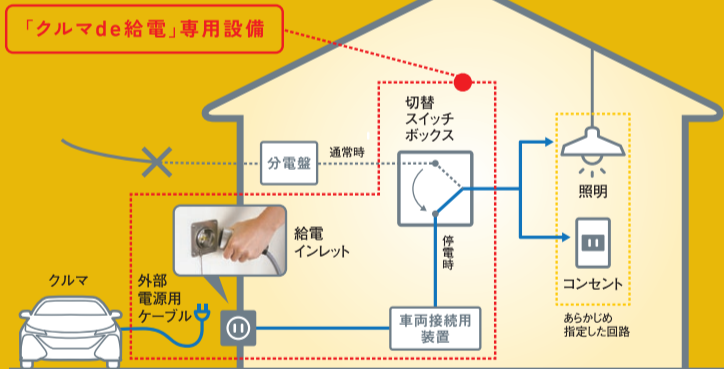 「クルマde給電」専用設備
切替
スイッチ
ボックス
分電盤
通常時
照明
給電
インレット
停電時
コンセント
クルマ
外部
電源用
ケーブル
車両接続用
装置
あらかじめ
指定した回路